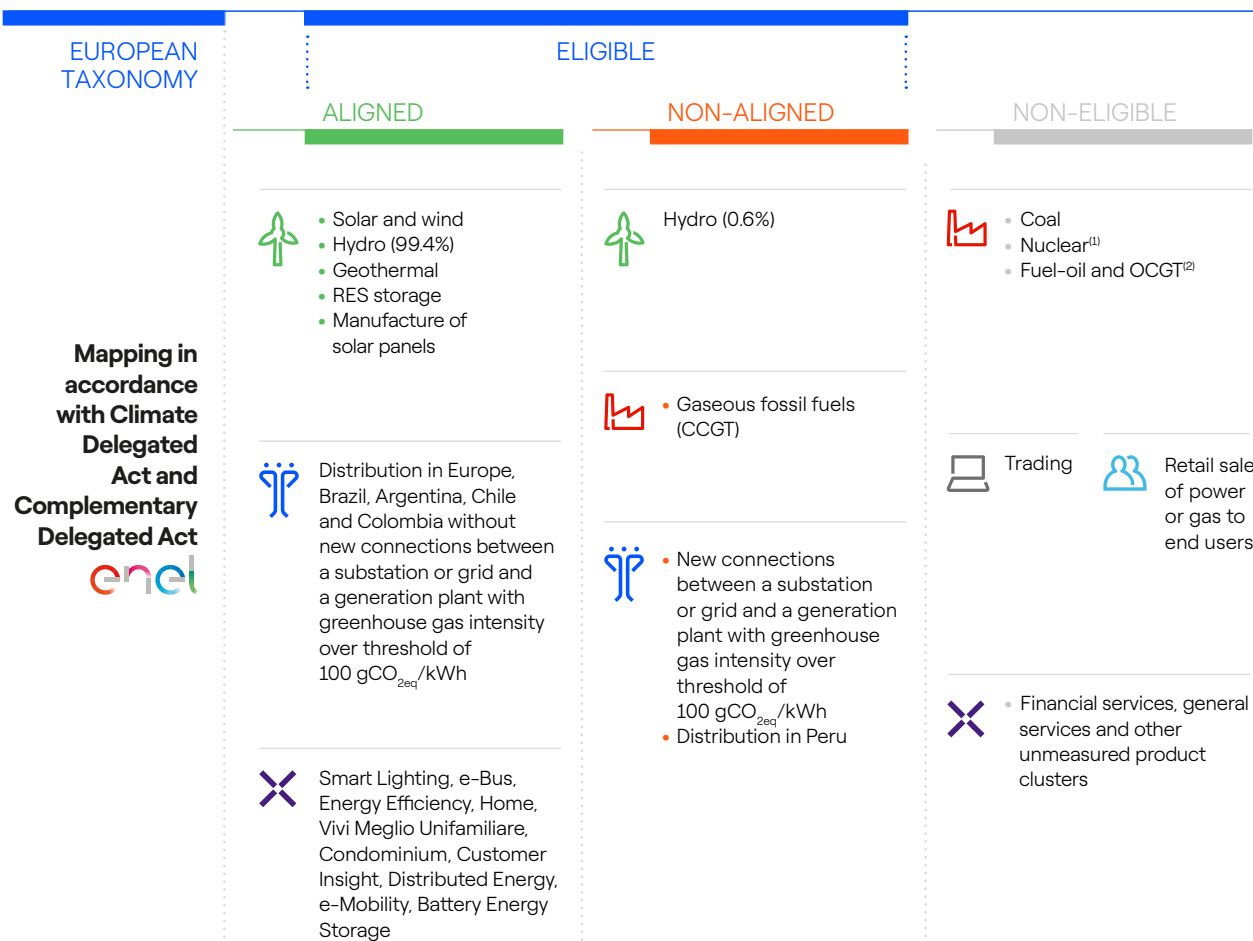 EUROPEAN
TAXONOMY
ELIGIBLE
ALIGNED
NON-ALIGNED
NON-ELIGIBLE
Mapping in
accordance
with Climate
Delegated
Act and
Complementary
Delegated Act
enel
• Solar and wind
• Hydro (99.4%)
• Geothermal
• RES storage
• Manufacture of
solar panels
Distribution in Europe,
Brazil, Argentina, Chile
and Colombia without
new connections between
a substation or grid and
a generation plant with
greenhouse gas intensity
over threshold of
100 gCO2eq/kWh
Smart Lighting, e-Bus,
Energy Efficiency, Home,
Vivi Meglio Unifamiliare,
Condominium, Customer
Insight, Distributed Energy,
e-Mobility, Battery Energy
Storage
Hydro (0.6%)
• Gaseous fossil fuels
(CCGT)
• New connections
between a substation
or grid and a generation
plant with greenhouse
gas intensity over
threshold of
100 gCO2eq/kWh
• Distribution in Peru
• Coal
• Nuclear(1)
• Fuel-oil and OCGT(2)
Trading
Retail sale
of power
or gas to
end users
• Financial services, general
services and other
unmeasured product
clusters